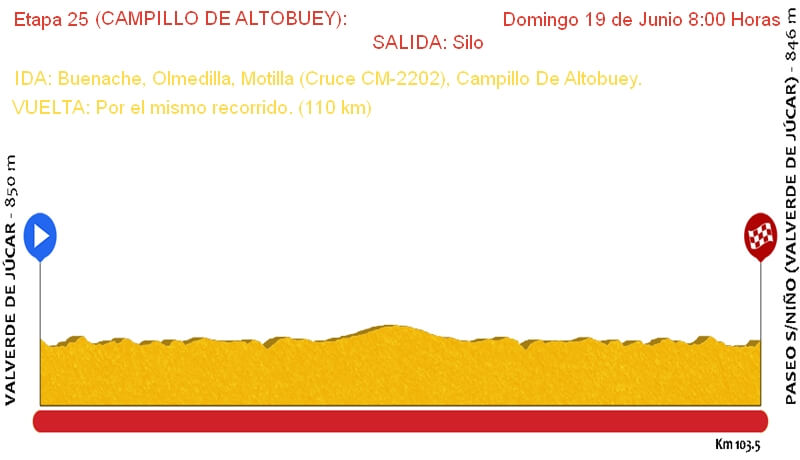 Etapa 25 (CAMPILLO DE ALTOBUEY):
Domingo 19 de Junio 8:00 Horas
SALIDA: Silo
IDA: Buenache, Olmedilla, Motilla (Cruce CM-2202), Campillo De Altobuey.
VUELTA: Por el mismo recorrido. (110 km)
VALVERDE DE JÚCAR - 850 m
PASEO S/NIÑO (VALVERDE DE JÚCAR) - 846 m
Km 103.5